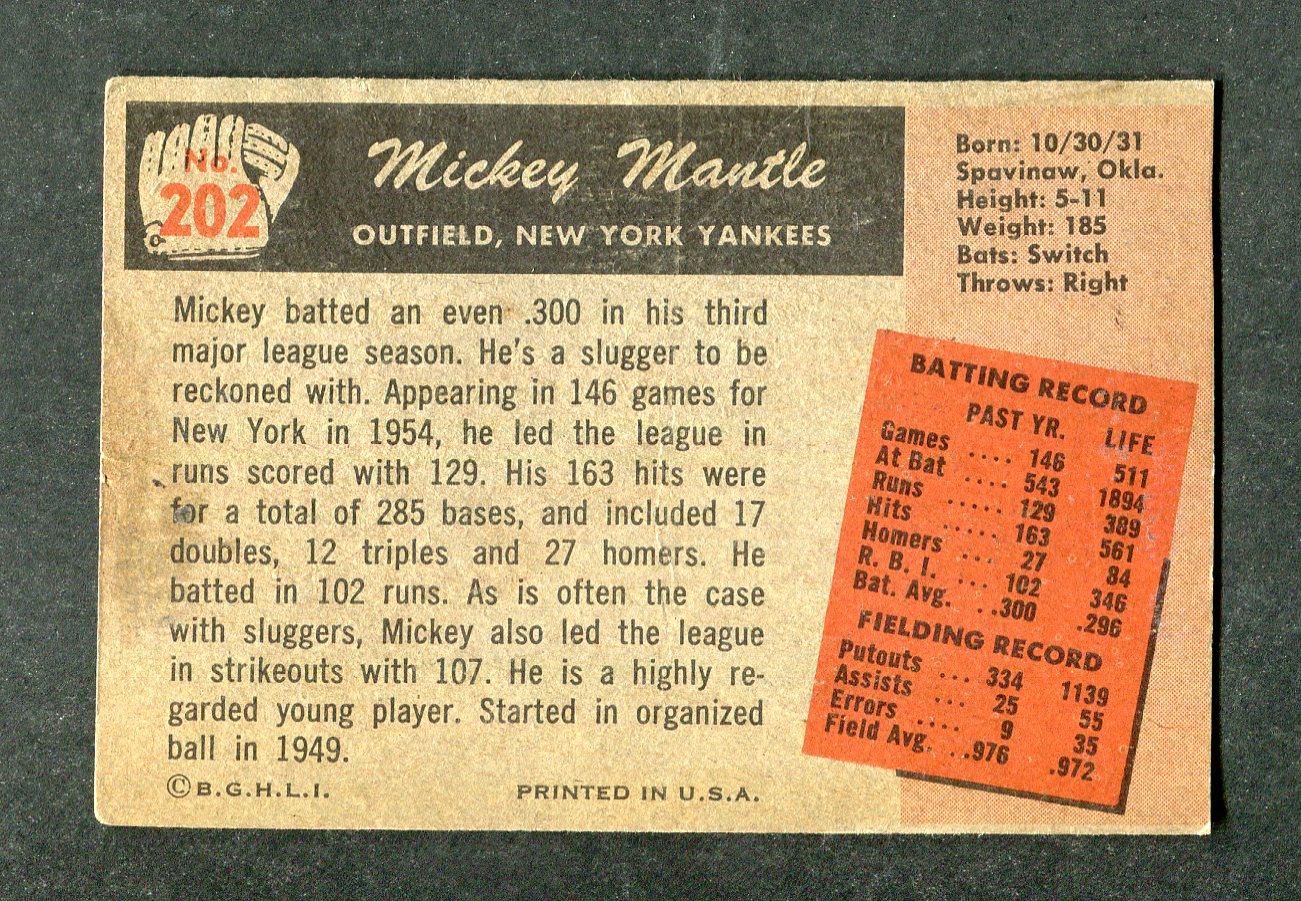 No.
202
Mickey Mantle
OUTFIELD, NEW YORK YANKEES
Born: 10/30/31
Spavinaw, Okla.
Height: 5-11
Weight: 185
Bats: Switch
Throws: Right
Mickey batted an even .300 in his third
major league season. He's a slugger to be
reckoned with. Appearing in 146 games for
New York in 1954, he led the league in
runs scored with 129. His 163 hits were
for a total of 285 bases, and included 17
doubles, 12 triples and 27 homers. He
batted in 102 runs. As is often the case
with sluggers, Mickey also led the league
in strikeouts with 107. He is a highly re-
garded young player. Started in organized
ball in 1949.
©B.G.H.L.I.
PRINTED IN U.S.A.
BATTING RECORD
PAST YR. LIFE
Games .... 146 511
At Bat .... 543 1894
Runs ..... 129 389
Hits ..... 163 561
Homers ... 27 84
R. B. I. ... 102 346
Bat. Avg. ..300 .296
FIELDING RECORD
Putouts ... 334 1139
Assists ... 25 55
Errors .... 9 35
Field Avg. ..976 .972